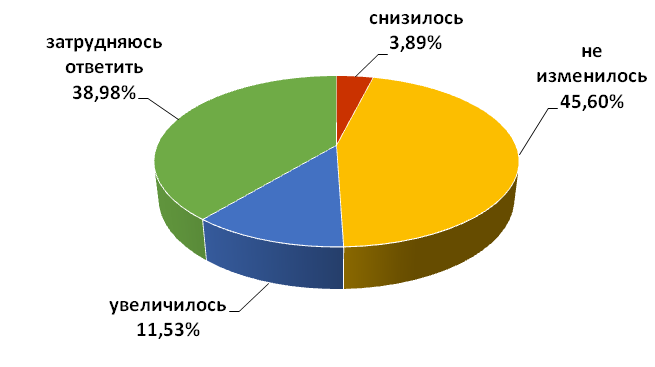 снизилось
3,89%
не
изменилось
45,60%
увеличилось
11,53%
затрудняюсь
ответить
38,98%